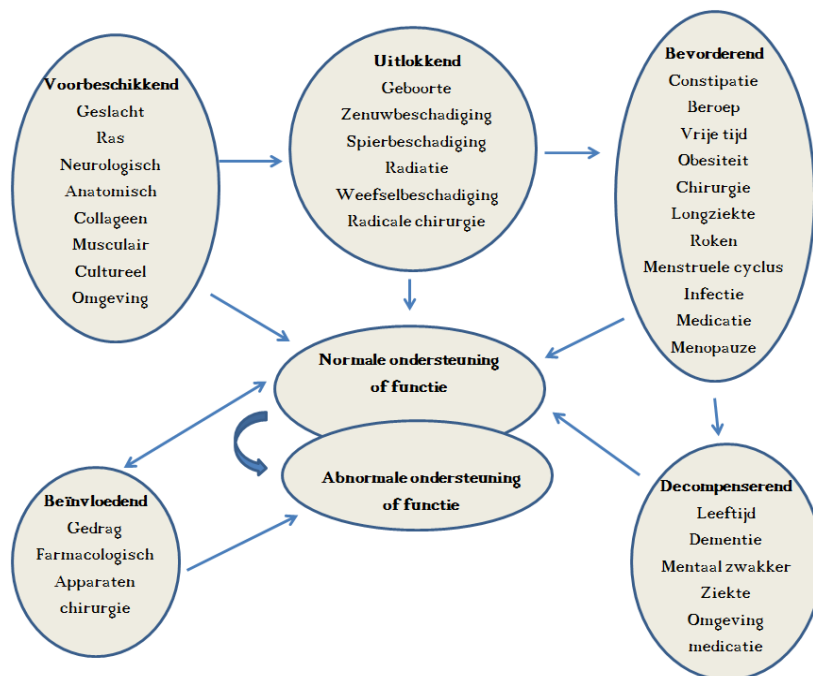 Voorbeschikkend
Geslacht
Ras
Neurologisch
Anatomisch
Collageen
Musculair
Cultureel
Omgeving
Uitlokkend
Geboorte
Zenuwbeschadiging
Spierbeschadiging
Radiatie
Weefselbeschadiging
Radicale chirurgie
Bevorderend
Constipatie
Beroep
Vrije tijd
Obesiteit
Chirurgie
Longziekte
Roken
Menstruele cyclus
Infectie
Medicatie
Menopauze
Normale ondersteuning
of functie
Abnormale ondersteuning
of functie
Beïnvloedend
Gedrag
Farmacologisch
Apparaten
chirurgie
Decompenserend
Leeftijd
Dementie
Mentaal zwakker
Ziekte
Omgeving
medicatie